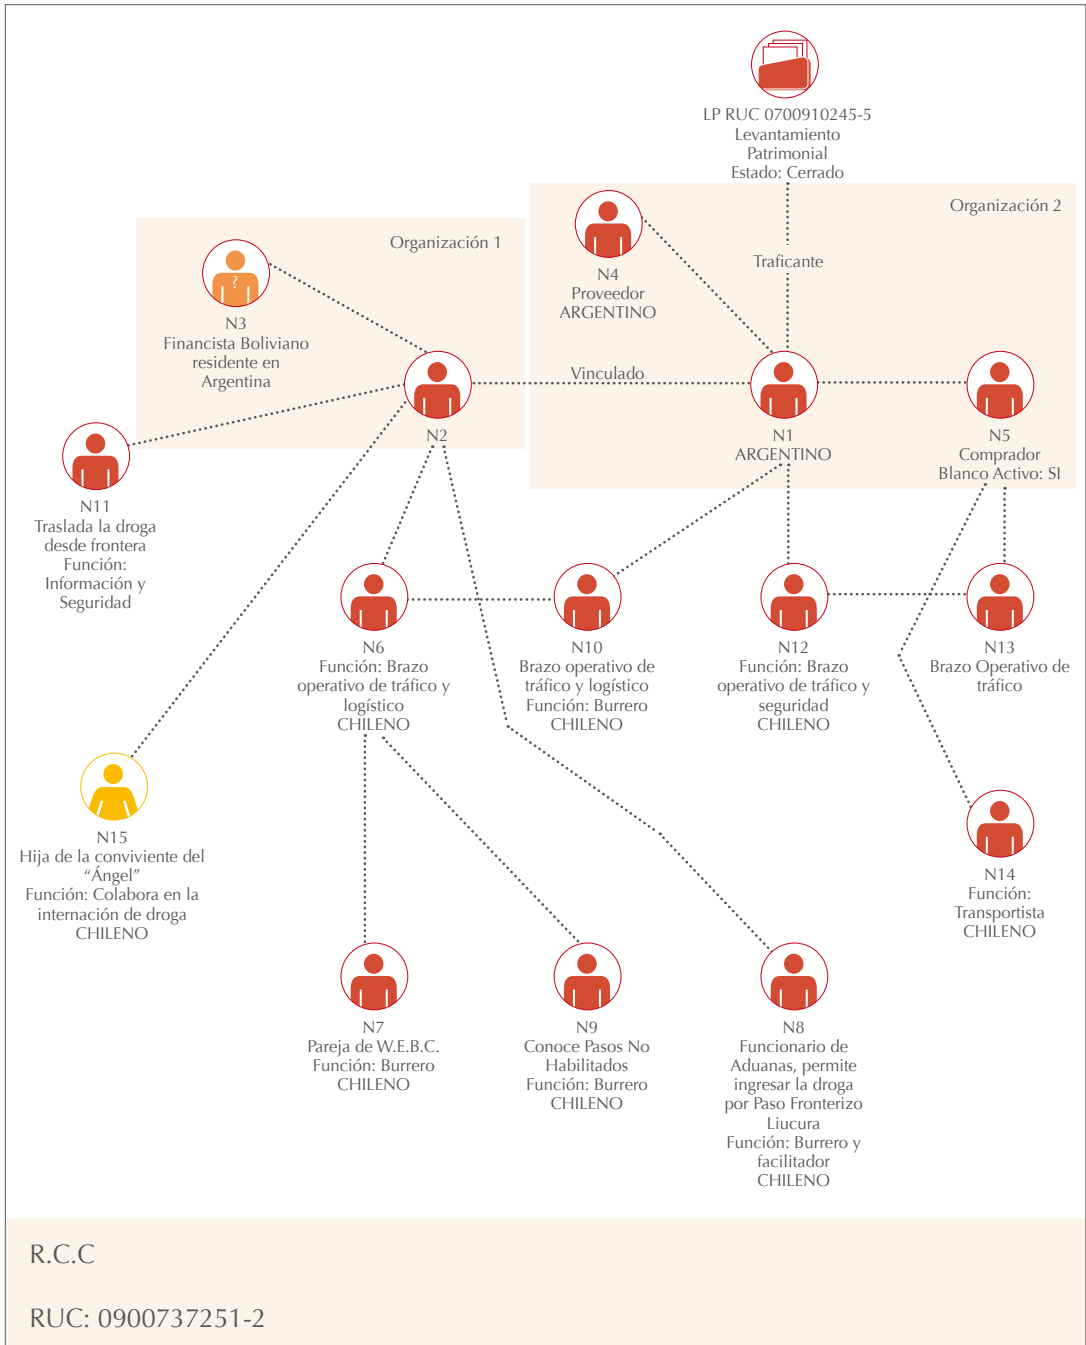 LP RUC 0700910245-5
Levantamiento
Patrimonial
Estado: Cerrado
Organización 2
Organización 1
Traficante
?
N4
Proveedor
ARGENTINO
N3
Financista Boliviano
residente en
Argentina
Vinculado
N2
N1
ARGENTINO
N5
Comprador
Blanco Activo: SI
N11
Traslada la droga
desde frontera
Función:
Información y
Seguridad
N6
Función: Brazo
operativo de tráfico y
logístico
CHILENO
N10
Brazo operativo de
tráfico y logístico
Función: Burrero
CHILENO
N12
Función: Brazo
operativo de tráfico y
seguridad
CHILENO
N13
Brazo Operativo de
tráfico
N15
Hija de la conviviente del
“Ángel”
Función: Colabora en la
internación de droga
CHILENO
N14
Función:
Transportista
CHILENO
N7
Pareja de W.E.B.C.
Función: Burrero
CHILENO
N9
Conoce Pasos No
Habilitados
Función: Burrero
CHILENO
N8
Funcionario de
Aduanas, permite
ingresar la droga
por Paso Fronterizo
Liucura
Función: Burrero y
facilitador
CHILENO
R.C.C
RUC: 0900737251-2